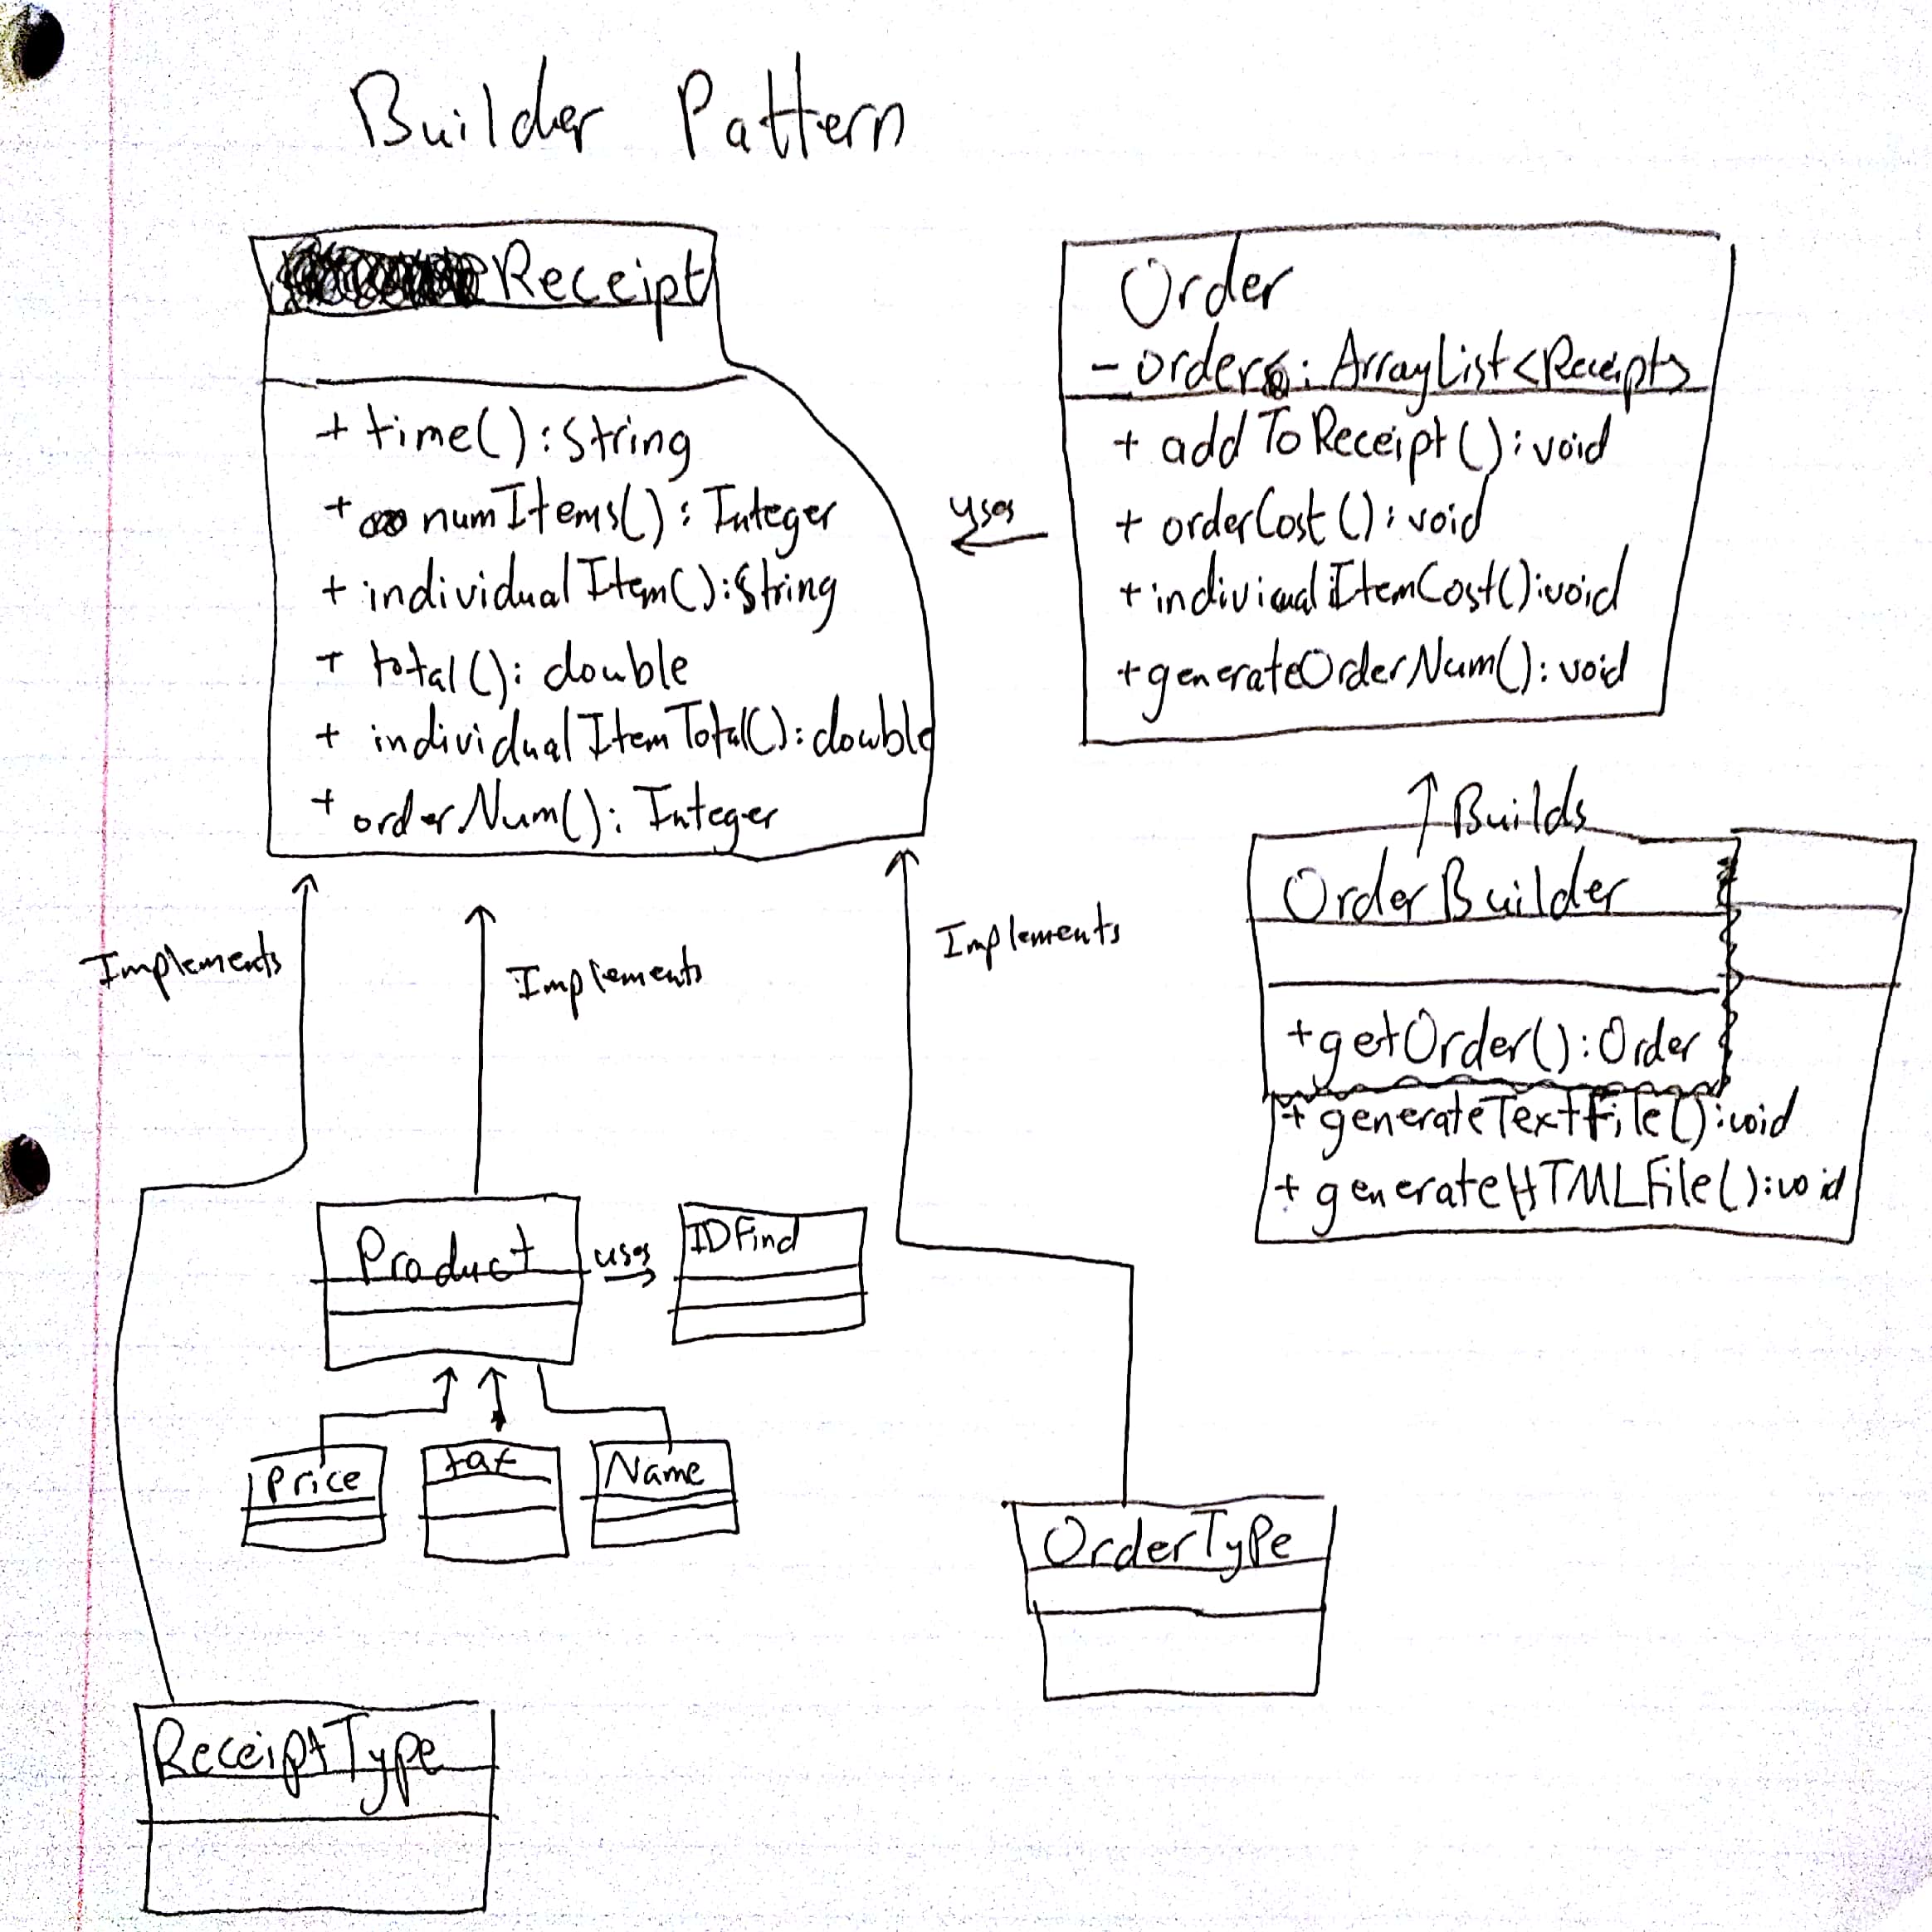 Builder Pattern
Receipt
+ time() : String
+ numItems() : Integer
+ individualItem() : String
+ total() : double
+ individualItemTotal() : double
+ orderNum() : Integer
uses
Order
- orders : ArrayList<Receipt>
+ addToReceipt() : void
+ orderCost() : void
+ indiviaualItemCost() : void
+ generateOrderNum() : void
Builds
OrderBuilder
+ getOrder() : Order
+ generateTextFile() : void
+ generateHTMLFile() : void
Implements
Implements
Implements
Product
uses
IDFind
Price
Name
OrderType
ReceiptType